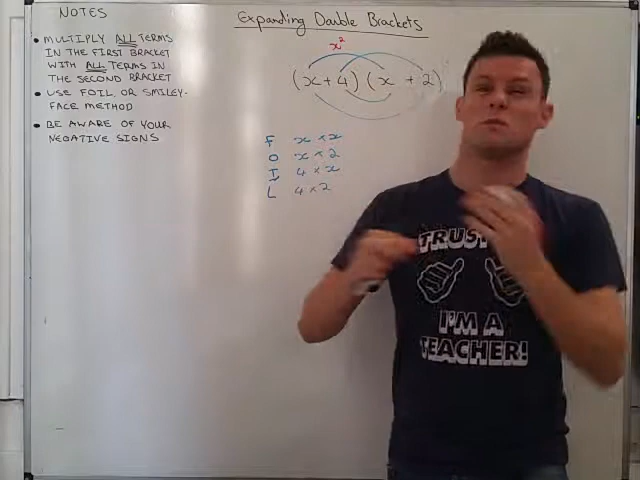 NOTES
Expanding Double Brackets
• MULTIPLY ALL TERMS
IN THE FIRST BRACKET
WITH ALL TERMS IN
THE SECOND BRACKET
• USE FOIL OR SMILEY-
FACE METHOD
• BE AWARE OF YOUR
NEGATIVE SIGNS
x²
(x+4)(x+2)
F x × x
O x × 2
I 4 × x
L 4 × 2
TRUST
I'M A
TEACHER!